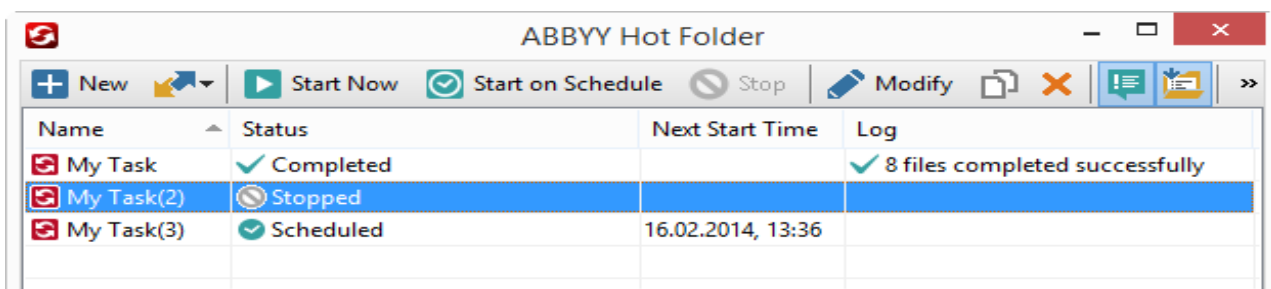 ABBYY Hot Folder
New Start Now Start on Schedule Stop Modify »
Name Status Next Start Time Log
My Task Completed 8 files completed successfully
My Task(2) Stopped
My Task(3) Scheduled 16.02.2014, 13:36